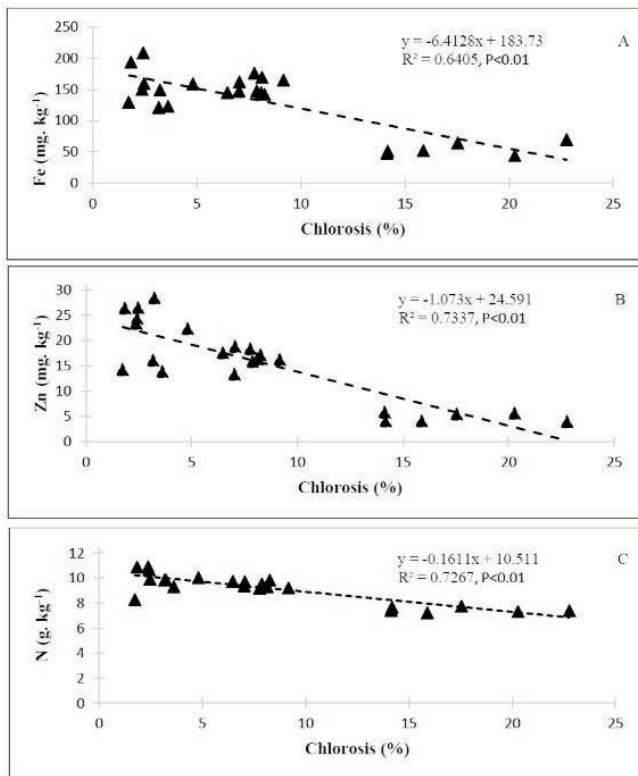 y = -6.4128x + 183.73
A
R² = 0.6405, P<0.01
Fe (mg. kg⁻¹)
250
200
150
100
50
0
0 5 10 15 20 25
Chlorosis (%)
y = -1.073x + 24.591
B
R² = 0.7337, P<0.01
Zn (mg. kg⁻¹)
30
25
20
15
10
5
0
0 5 10 15 20 25
Chlorosis (%)
y = -0.1611x + 10.511
C
R² = 0.7267, P<0.01
N (g. kg⁻¹)
12
10
8
6
4
2
0
0 5 10 15 20 25
Chlorosis (%)